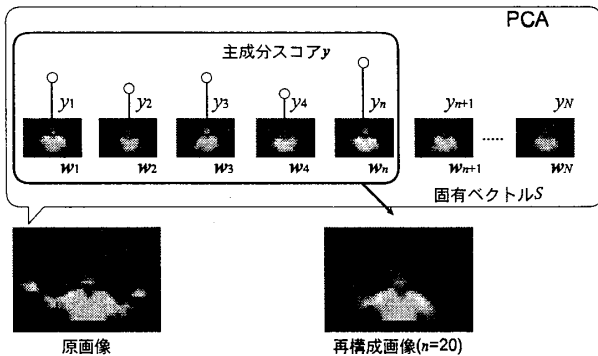 PCA
主成分スコアy
y1 y2 y3 y4 yn yn+1 yN
w1 w2 w3 w4 wn wn+1 ..... wN
固有ベクトルS
原画像 再構成画像(n=20)